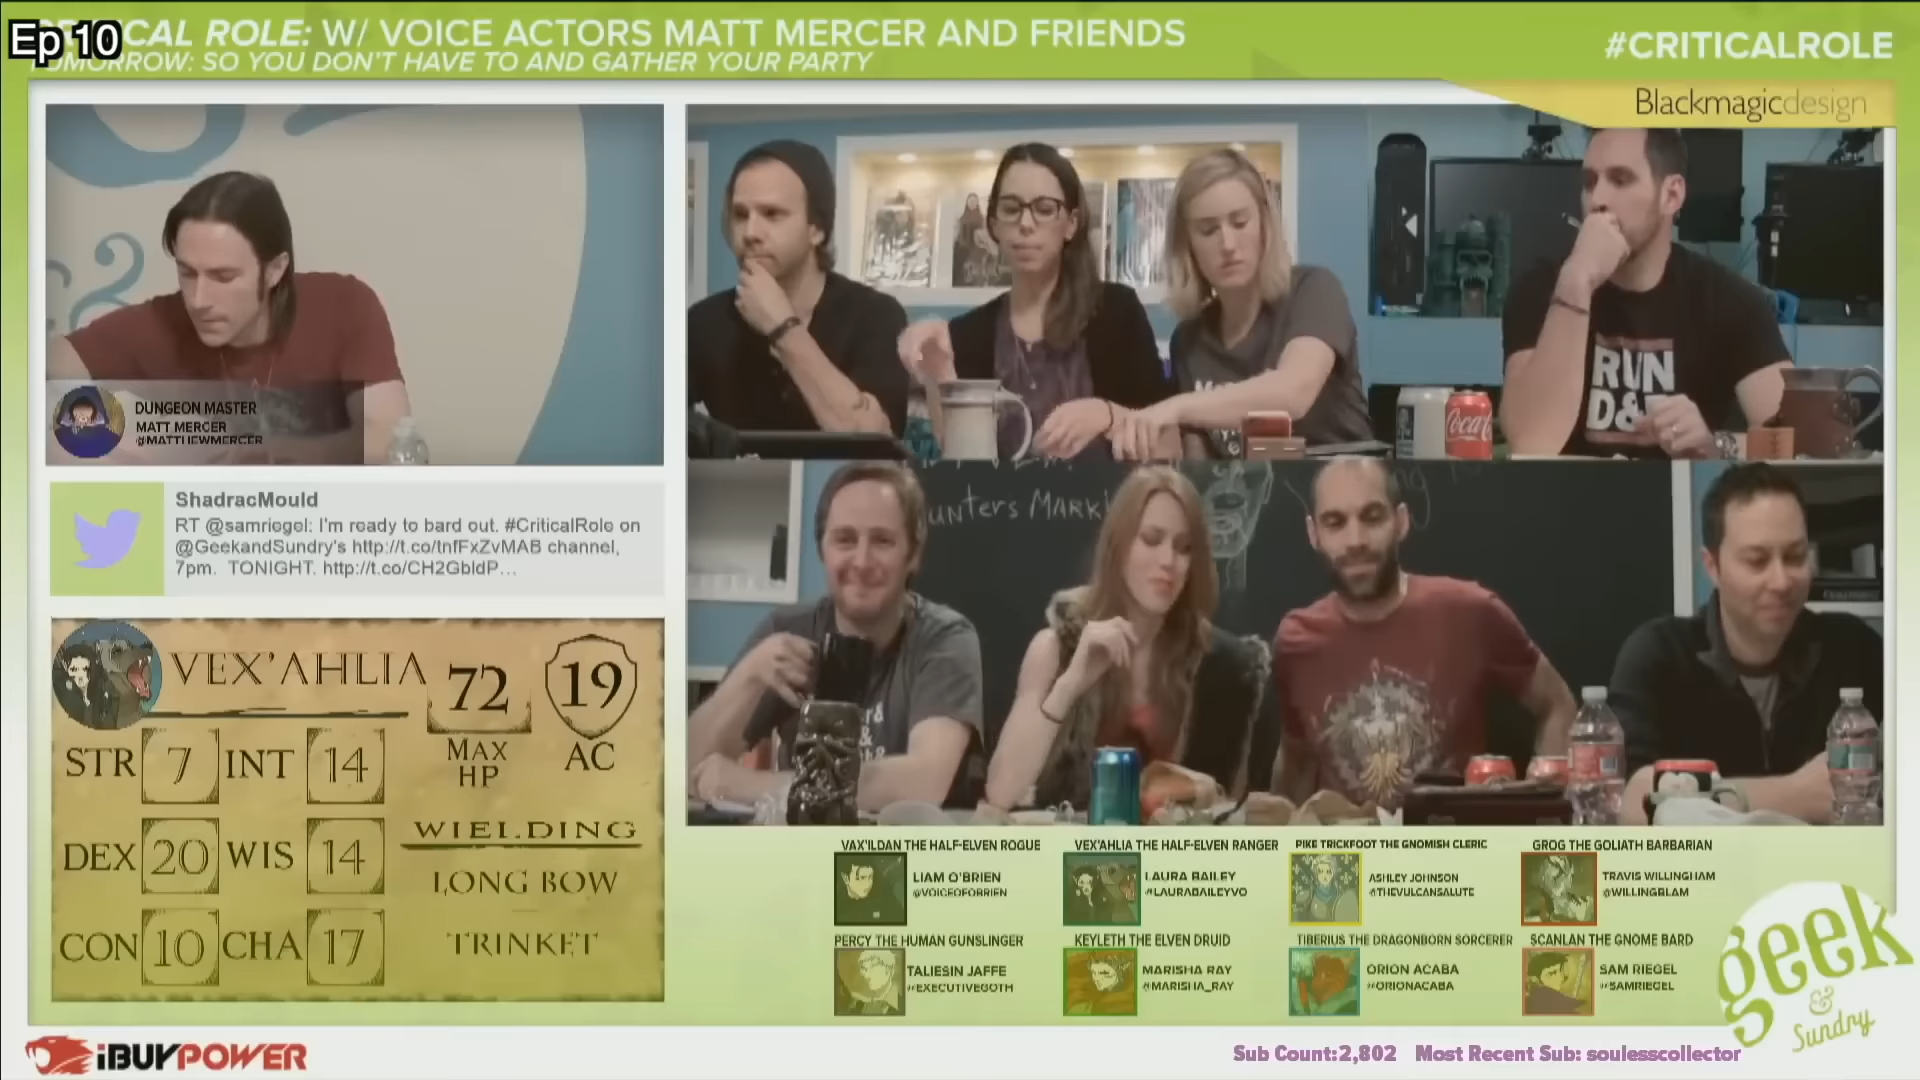 Ep 10
CAL ROLE: W/ VOICE ACTORS MATT MERCER AND FRIENDS
TOMORROW: SO YOU DON'T HAVE TO AND GATHER YOUR PARTY
#CRITICALROLE
Blackmagicdesign
DUNGEON MASTER
MATT MERCER
@MATTHEWMERCER
RUN
D&
Coca
ShadracMould
RT @samriegel: I'm ready to bard out. #CriticalRole on
@GeekandSundry's http://t.co/tnfFxZvMAB channel,
7pm. TONIGHT. http://t.co/CH2GbldP...
unters MARK
VEX'AHLIA
72
19
MAX
HP
AC
STR 7 INT 14
DEX 20 WIS 14
CON 10 CHA 17
WIELDING
LONG BOW
TRINKET
VAX'ILDAN THE HALF-ELVEN ROGUE
LIAM O'BRIEN
@VOICEOFOBRIEN
VEX'AHLIA THE HALF-ELVEN RANGER
LAURA BAILEY
@LAURABAILEYVO
PIKE TRICKFOOT THE GNOMISH CLERIC
ASHLEY JOHNSON
@THEVULCANSALUTE
GROG THE GOLIATH BARBARIAN
TRAVIS WILLINGHAM
@WILLINGBLAM
PERCY THE HUMAN GUNSLINGER
TALIESIN JAFFE
@EXECUTIVEGOTH
KEYLETH THE ELVEN DRUID
MARISHA RAY
@MARISHA_RAY
TIBERIUS THE DRAGONBORN SORCERER
ORION ACABA
@ORIONACABA
SCANLAN THE GNOME BARD
SAM RIEGEL
@SAMRIEGEL
geek
&
Sundry
iBUYPOWER
Sub Count:2,802 Most Recent Sub: soulesscollector